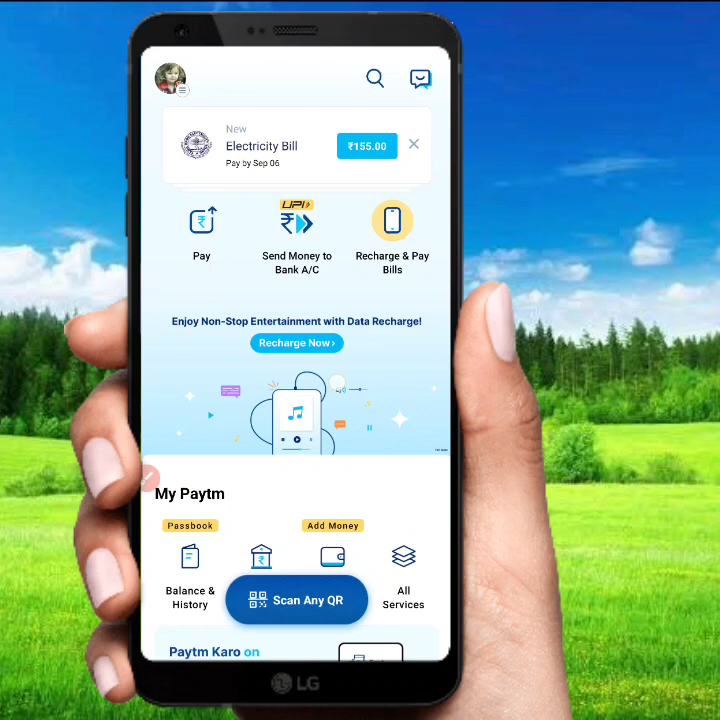 New
Electricity Bill
Pay by Sep 06
₹155.00
UPI
Pay
Send Money to
Bank A/C
Recharge & Pay
Bills
Enjoy Non-Stop Entertainment with Data Recharge!
Recharge Now ›
My Paytm
Passbook
Add Money
Balance &
History
All
Services
Scan Any QR
Paytm Karo on
LG